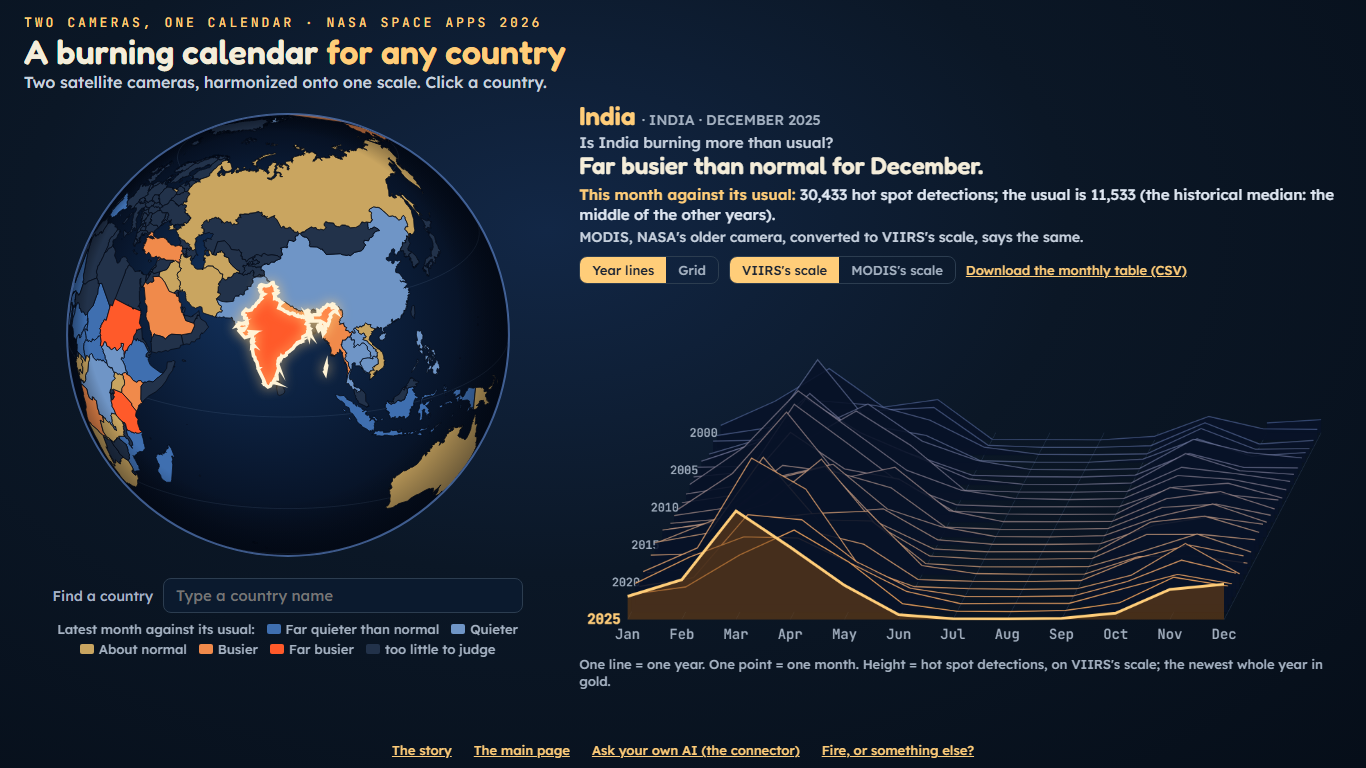 TWO CAMERAS, ONE CALENDAR · NASA SPACE APPS 2026
A burning calendar for any country
Two satellite cameras, harmonized onto one scale. Click a country.
India · INDIA · DECEMBER 2025
Is India burning more than usual?
Far busier than normal for December.
This month against its usual: 30,433 hot spot detections; the usual is 11,533 (the historical median: the
middle of the other years).
MODIS, NASA's older camera, converted to VIIRS's scale, says the same.
Year lines Grid VIIRS's scale MODIS's scale Download the monthly table (CSV)
2000
2005
2010
2015
2020
2025
Jan Feb Mar Apr May Jun Jul Aug Sep Oct Nov Dec
One line = one year. One point = one month. Height = hot spot detections, on VIIRS's scale; the newest whole year in
gold.
Find a country Type a country name
Latest month against its usual: Far quieter than normal Quieter
About normal Busier Far busier too little to judge
The story The main page Ask your own AI (the connector) Fire, or something else?